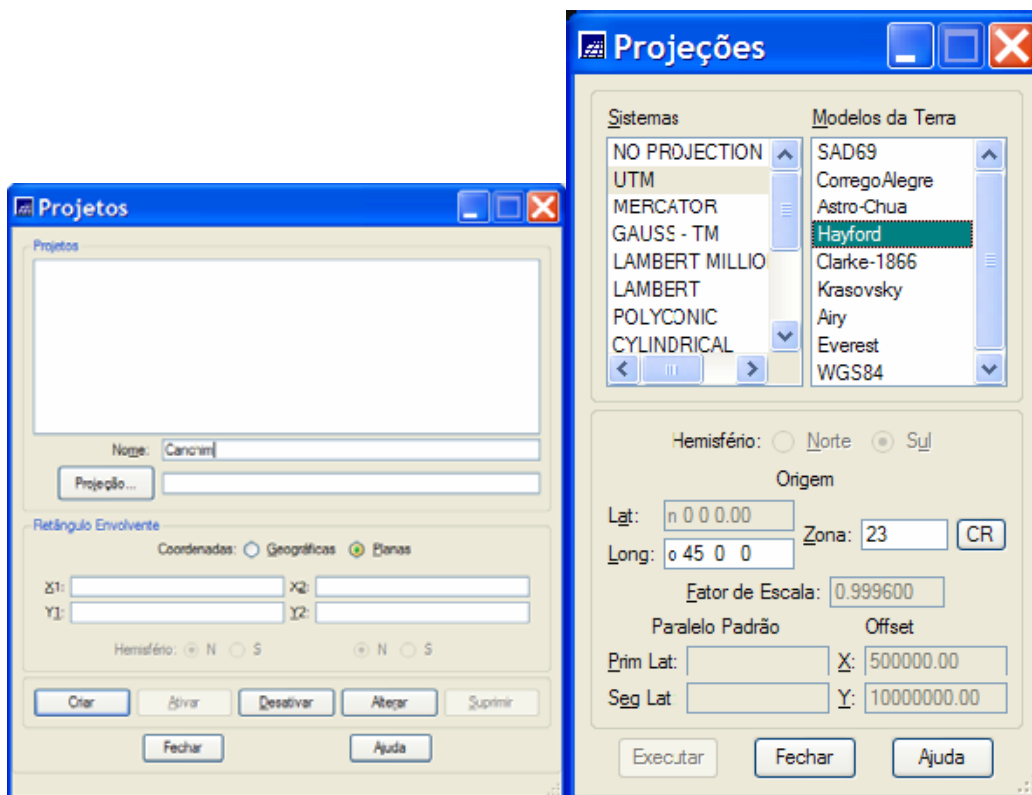 Projetos
Projetos
Nome: Canchim
Projeção...
Retângulo Envolvente
Coordenadas: Geográficas Planas
X1: X2:
Y1: Y2:
Hemisfério: N S N S
Criar Ativar Desativar Alterar Suprimir
Fechar Ajuda
Projeções
Sistemas Modelos da Terra
NO PROJECTION SAD69
UTM CorregoAlegre
MERCATOR Astro-Chua
GAUSS - TM Hayford
LAMBERT MILLIO Clarke-1866
LAMBERT Krasovsky
POLYCONIC Airy
CYLINDRICAL Everest
WGS84
Hemisfério: Norte Sul
Origem
Lat: n 0 0 0.00
Zona: 23 CR
Long: o 45 0 0
Fator de Escala: 0.999600
Paralelo Padrão Offset
Prim Lat: X: 500000.00
Seg Lat Y: 10000000.00
Executar Fechar Ajuda